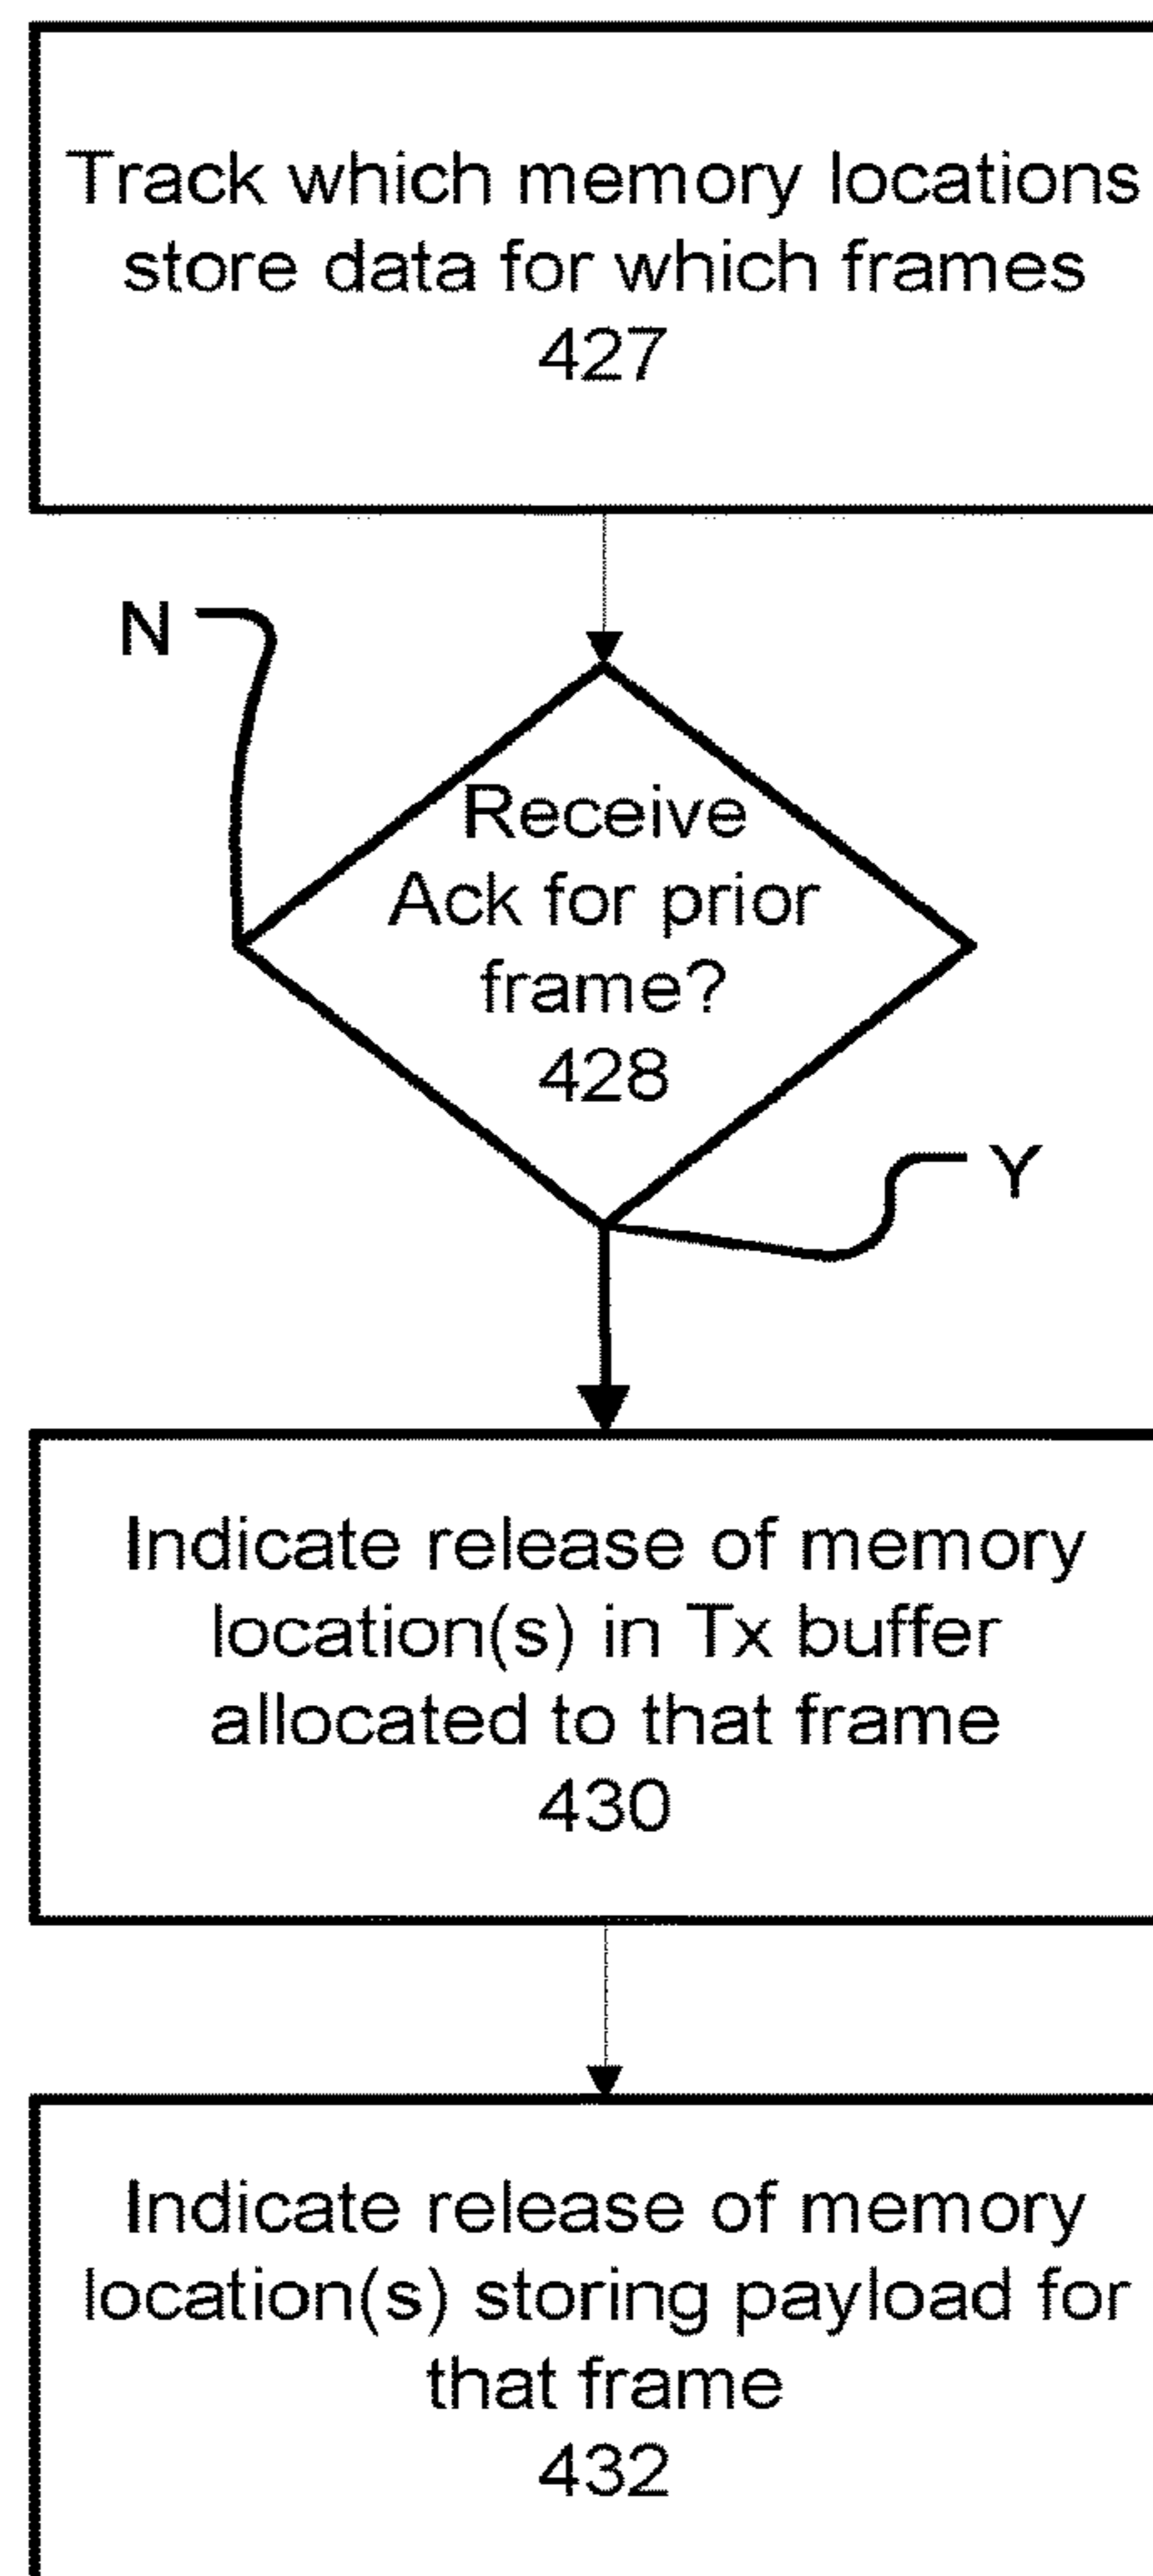 Track which memory locations
store data for which frames
427
N
Receive
Ack for prior
frame?
428
Y
Indicate release of memory
location(s) in Tx buffer
allocated to that frame
430
Indicate release of memory
location(s) storing payload for
that frame
432